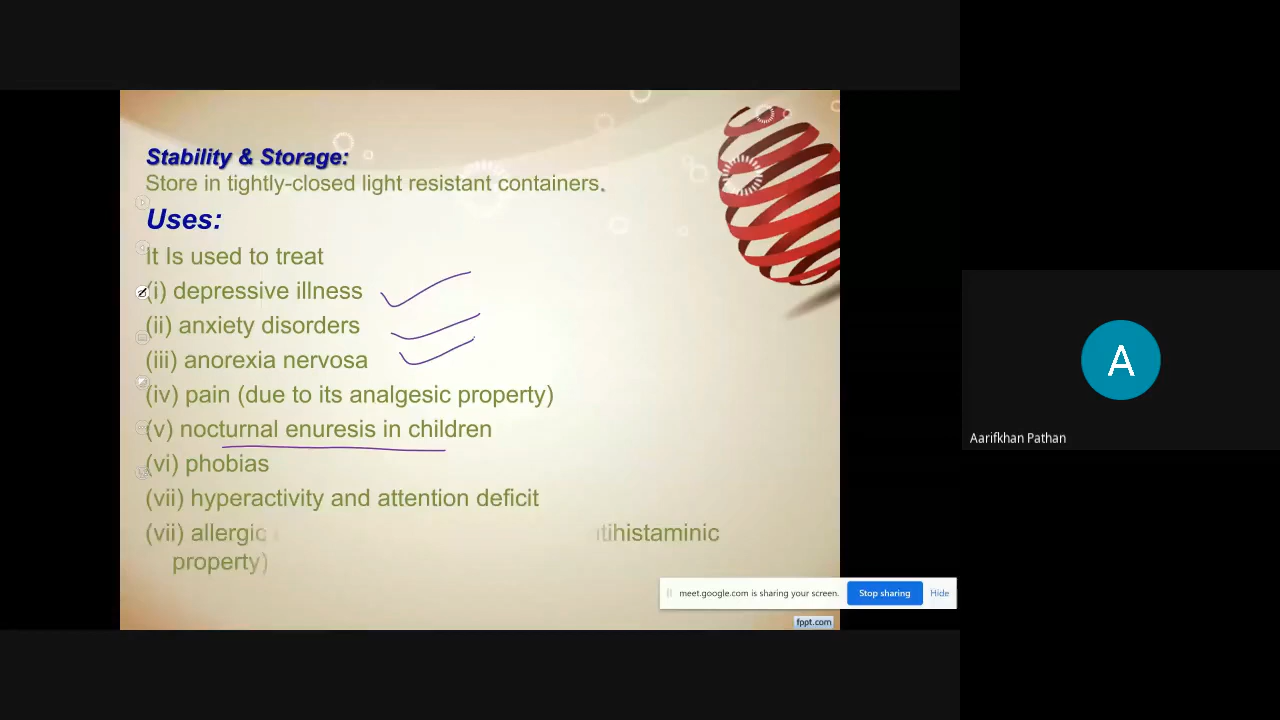 Stability & Storage:
Store in tightly-closed light resistant containers.
Uses:
It Is used to treat
(i) depressive illness
(ii) anxiety disorders
(iii) anorexia nervosa
(iv) pain (due to its analgesic property)
(v) nocturnal enuresis in children
(vi) phobias
(vii) hyperactivity and attention deficit
(vii) allergic tihistaminic
property)
meet.google.com is sharing your screen.
Stop sharing
Hide
fppt.com
A
Aarifkhan Pathan